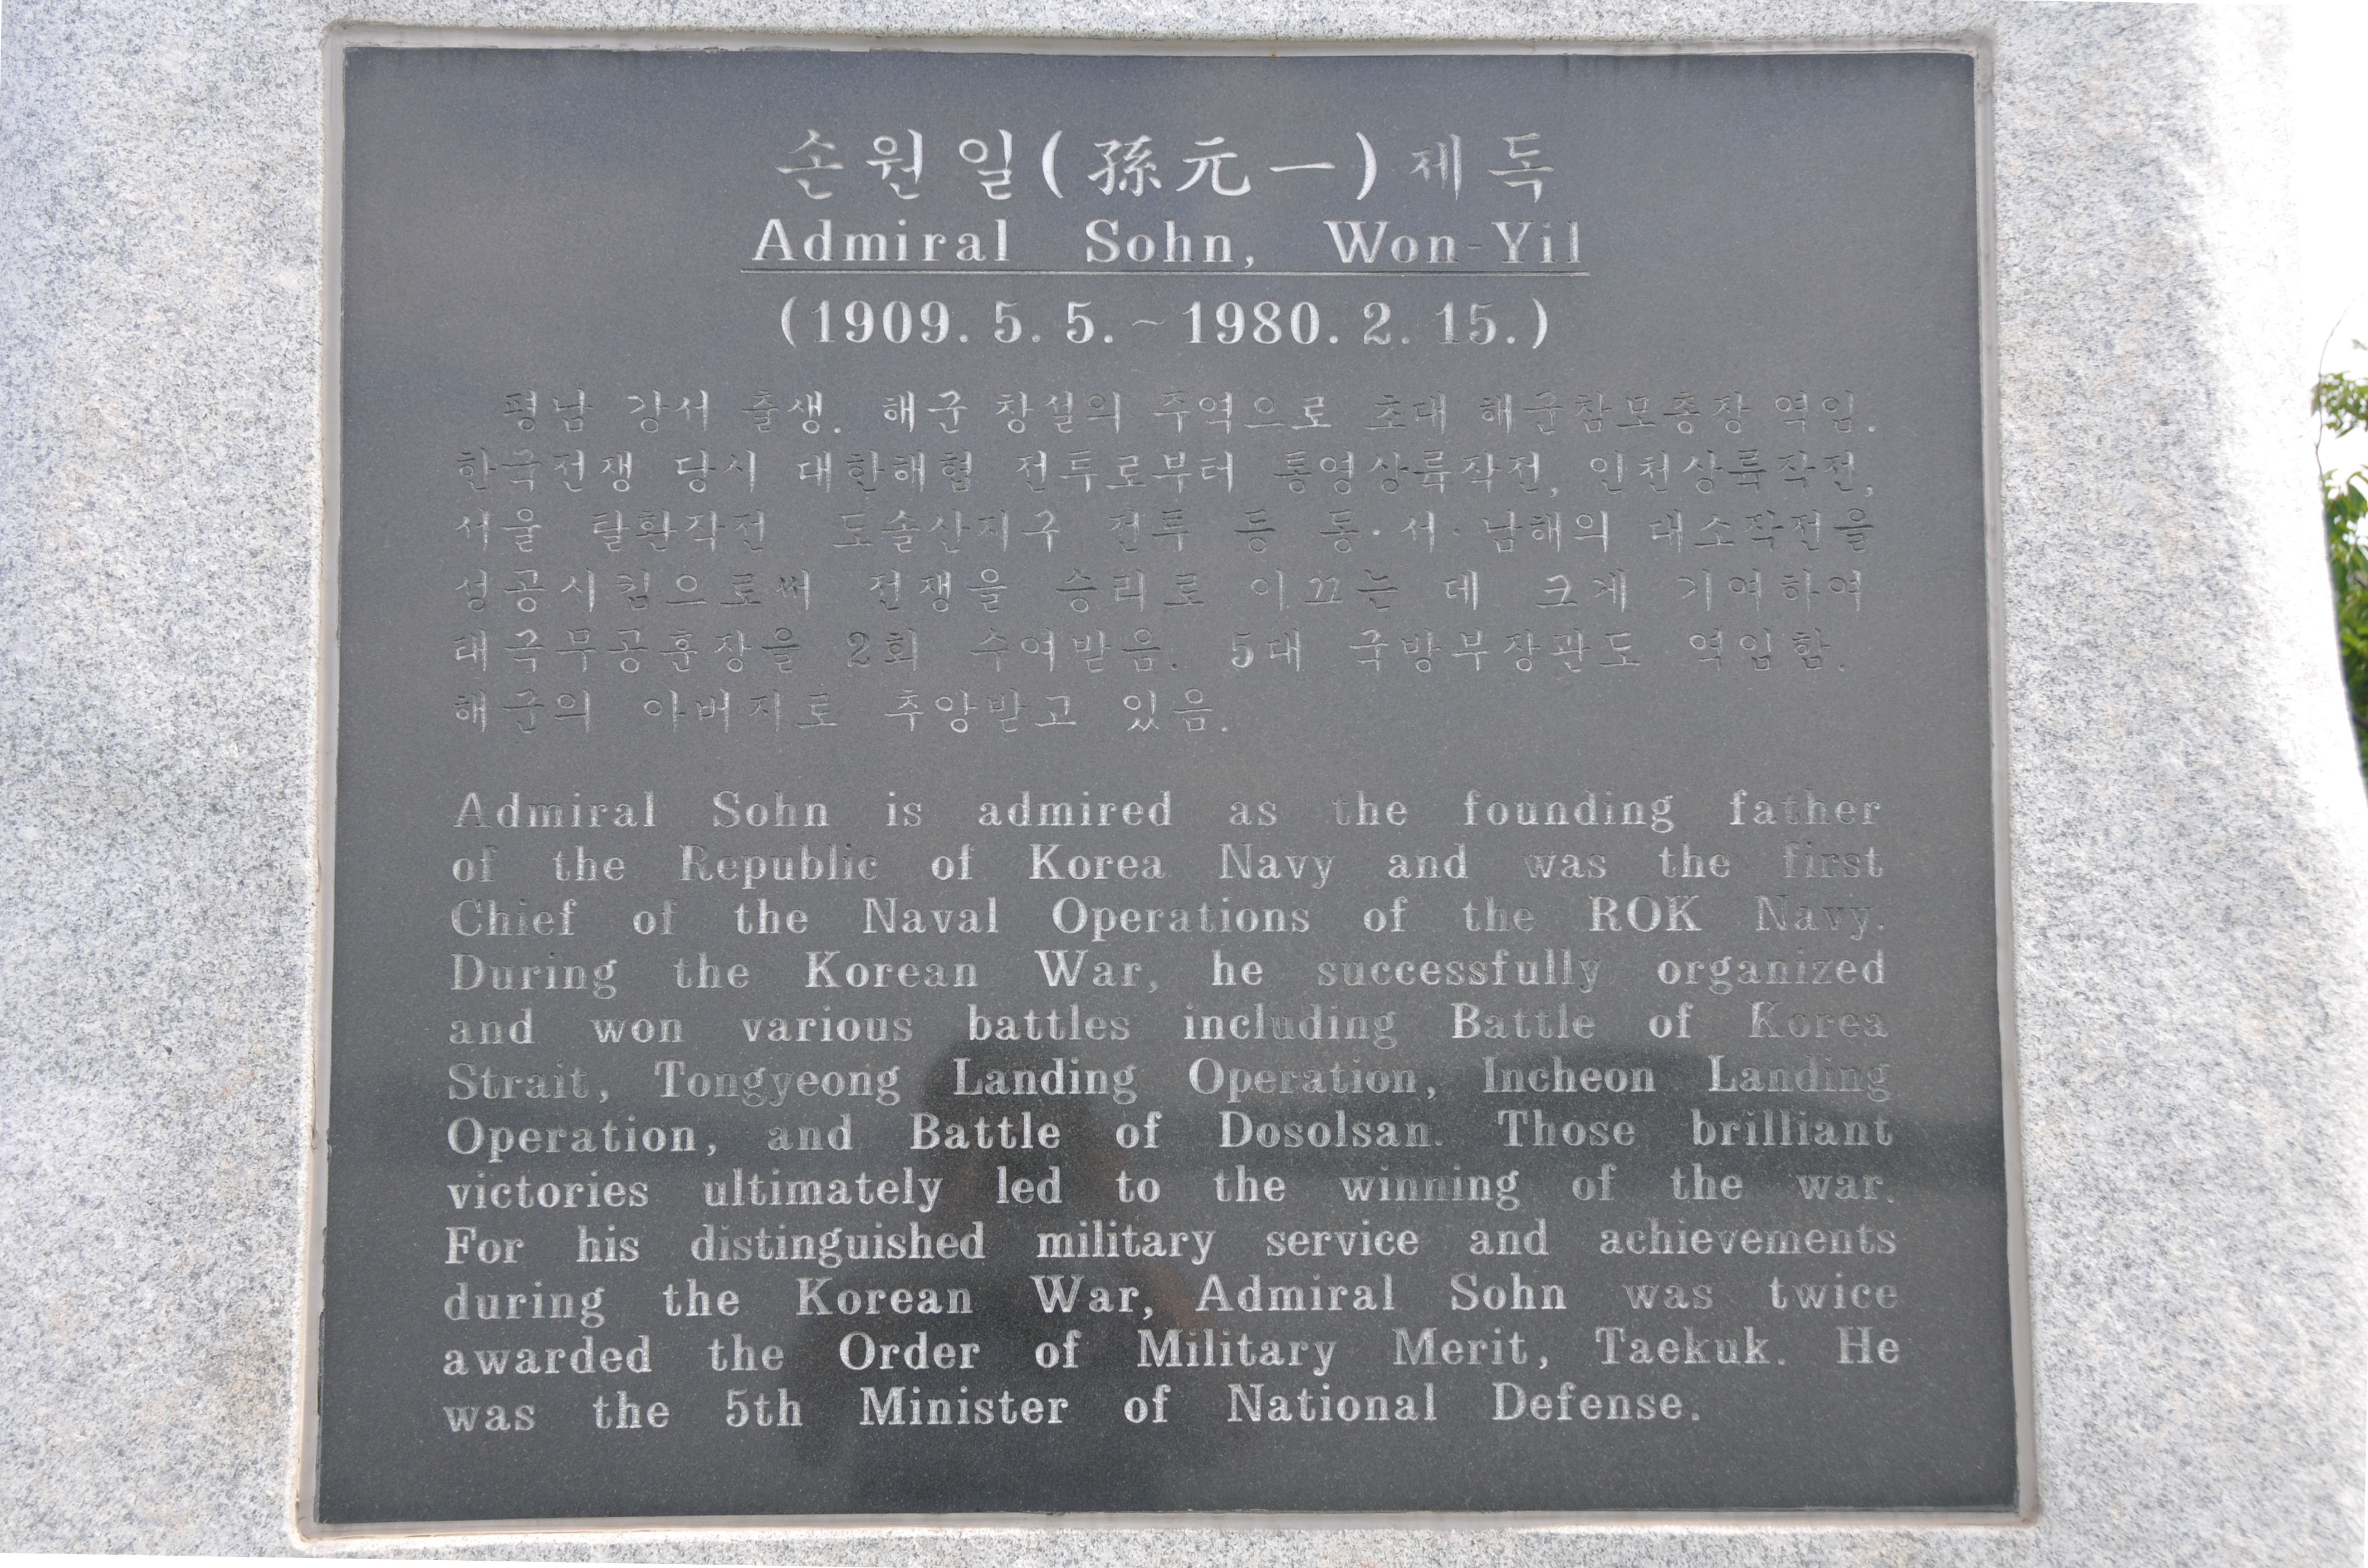 손원일(孫元一)제독
Admiral Sohn, Won-Yil
(1909. 5. 5. ~ 1980. 2. 15.)
평남 강서 출생. 해군 창설의 주역으로 초대 해군참모총장 역임.
한국전쟁 당시 대한해협 전투로부터 통영상륙작전, 인천상륙작전,
서울 탈환작전 도솔산지구 전투 등 동·서·남해의 대소작전을
성공시킴으로써 전쟁을 승리로 이끄는 데 크게 기여하여
태극무공훈장을 2회 수여받음. 5대 국방부장관도 역임함.
해군의 아버지로 추앙받고 있음.
Admiral Sohn is admired as the founding father
of the Republic of Korea Navy and was the first
Chief of the Naval Operations of the ROK Navy.
During the Korean War, he successfully organized
and won various battles including Battle of Korea
Strait, Tongyeong Landing Operation, Incheon Landing
Operation, and Battle of Dosolsan. Those brilliant
victories ultimately led to the winning of the war.
For his distinguished military service and achievements
during the Korean War, Admiral Sohn was twice
awarded the Order of Military Merit, Taekuk. He
was the 5th Minister of National Defense.